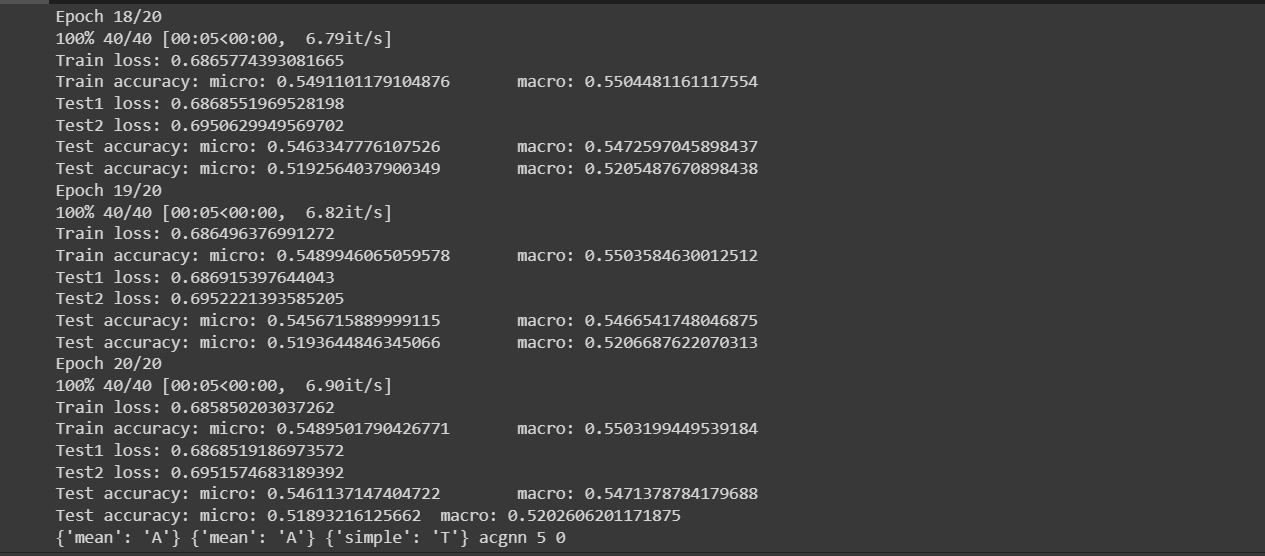 Epoch 18/20
100% 40/40 [00:05<00:00,  6.79it/s]
Train loss: 0.6865774393081665
Train accuracy: micro: 0.5491101179104876	macro: 0.5504481161117554
Test1 loss: 0.6868551969528198
Test2 loss: 0.6950629949569702
Test accuracy: micro: 0.5463347776107526	macro: 0.5472597045898437
Test accuracy: micro: 0.5192564037900349	macro: 0.5205487670898438
Epoch 19/20
100% 40/40 [00:05<00:00,  6.82it/s]
Train loss: 0.686496376991272
Train accuracy: micro: 0.5489946065059578	macro: 0.5503584630012512
Test1 loss: 0.686915397644043
Test2 loss: 0.6952221393585205
Test accuracy: micro: 0.5456715889999115	macro: 0.5466541748046875
Test accuracy: micro: 0.5193644846345066	macro: 0.5206687622070313
Epoch 20/20
100% 40/40 [00:05<00:00,  6.90it/s]
Train loss: 0.685850203037262
Train accuracy: micro: 0.5489501790426771	macro: 0.5503199449539184
Test1 loss: 0.6868519186973572
Test2 loss: 0.6951574683189392
Test accuracy: micro: 0.5461137147404722	macro: 0.5471378784179688
Test accuracy: micro: 0.51893216125662	macro: 0.5202606201171875
{'mean': 'A'} {'mean': 'A'} {'simple': 'T'} acgnn 5 0